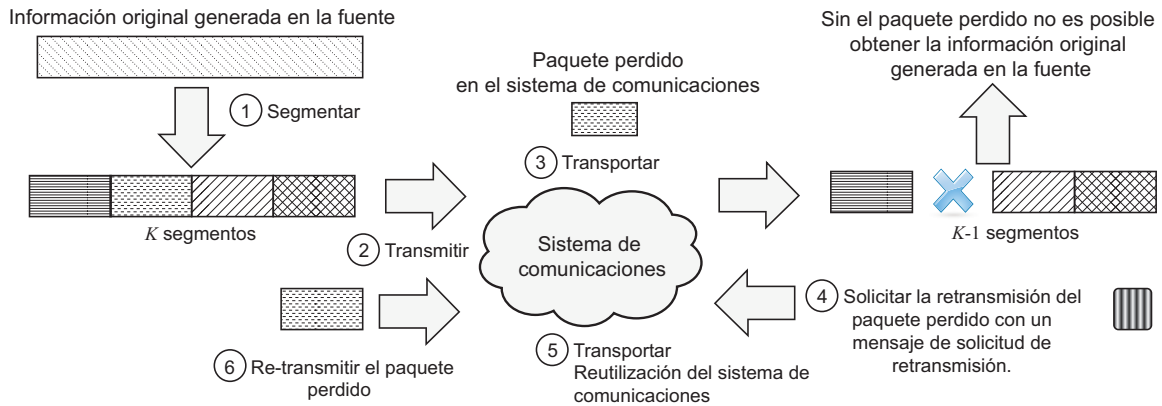 Información original generada en la fuente
1 Segmentar
K segmentos
2 Transmitir
Paquete perdido
en el sistema de comunicaciones
3 Transportar
Sistema de
comunicaciones
Sin el paquete perdido no es posible
obtener la información original
generada en la fuente
K-1 segmentos
4 Solicitar la retransmisión del
paquete perdido con un
mensaje de solicitud de
retransmisión.
5 Transportar
Reutilización del sistema de
comunicaciones
6 Re-transmitir el paquete
perdido